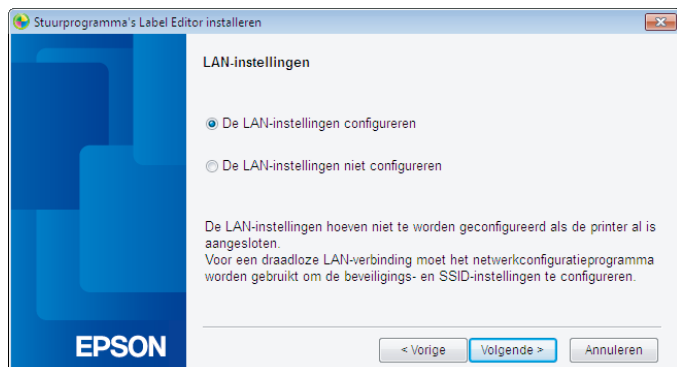 Stuurprogramma's Label Editor installeren
LAN-instellingen
De LAN-instellingen configureren
De LAN-instellingen niet configureren
De LAN-instellingen hoeven niet te worden geconfigureerd als de printer al is
aangesloten.
Voor een draadloze LAN-verbinding moet het netwerkconfiguratieprogramma
worden gebruikt om de beveiligings- en SSID-instellingen te configureren.
EPSON
< Vorige
Volgende >
Annuleren